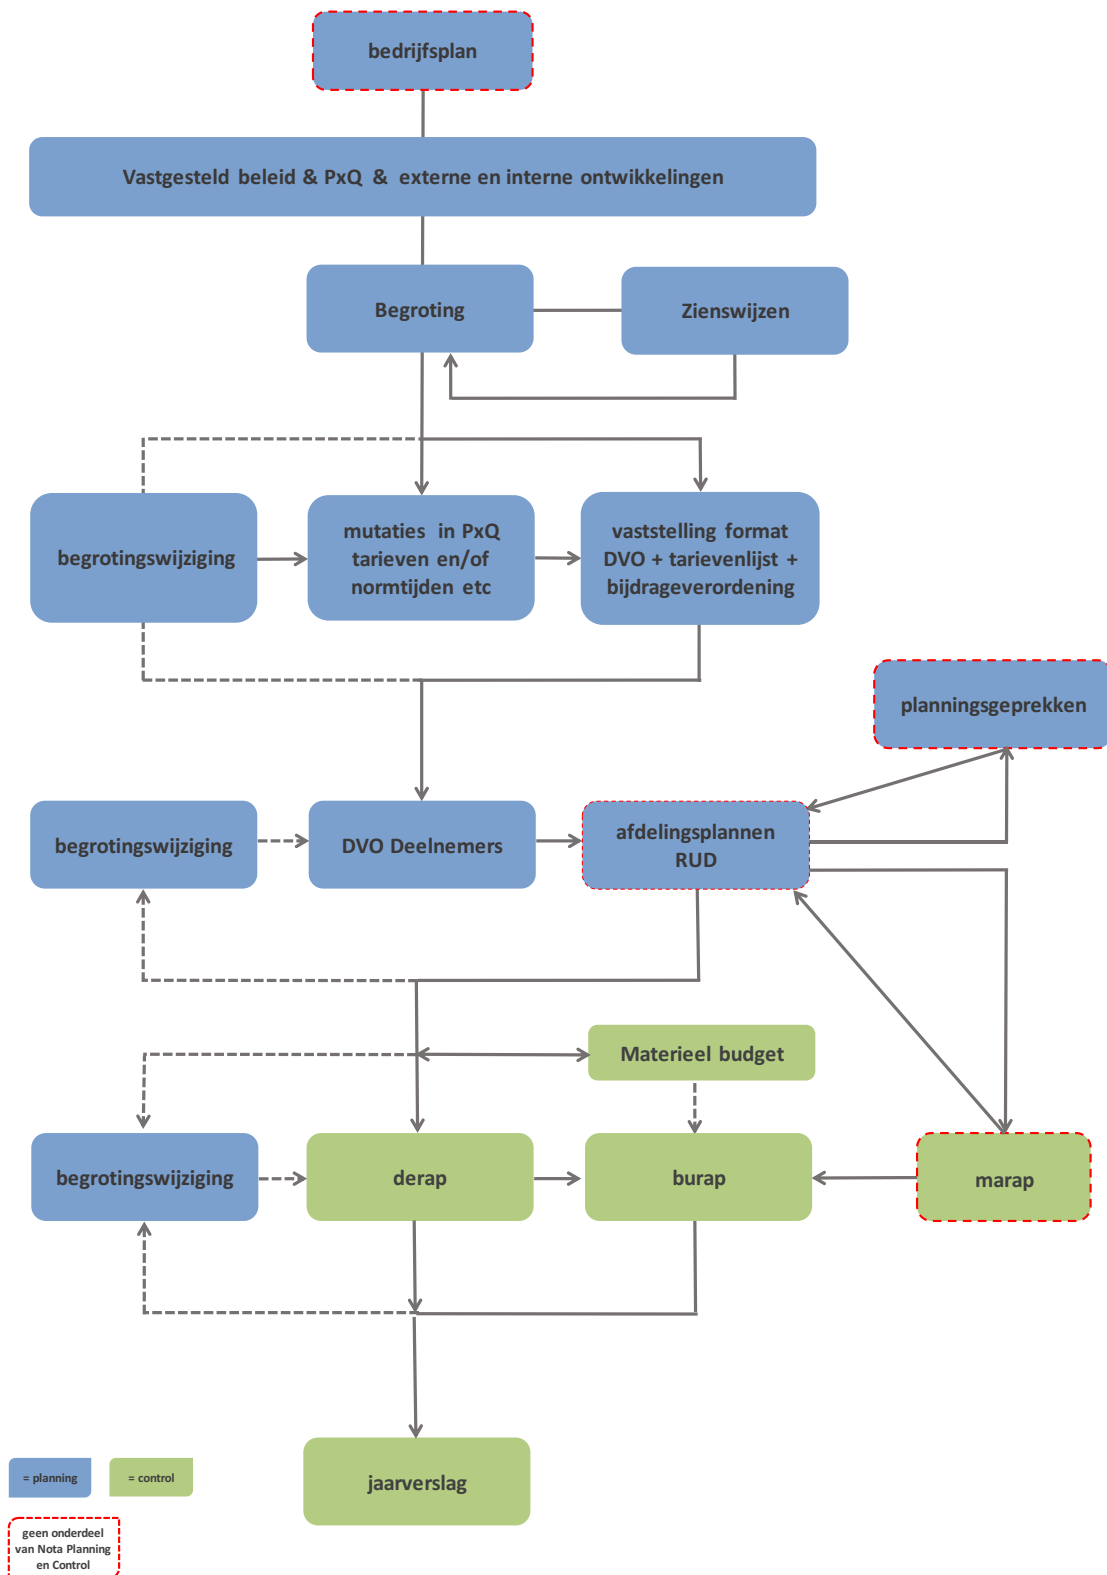 bedrijfsplan
Vastgesteld beleid & PxQ & externe en interne ontwikkelingen
Begroting
Zienswijzen
begrotingswijziging
mutaties in PxQ
tarieven en/of
normtijden etc
vaststelling format
DVO + tarievenlijst +
bijdrageverordening
planningsgeprekken
begrotingswijziging
DVO Deelnemers
afdelingsplannen
RUD
Materieel budget
begrotingswijziging
derap
burap
marap
jaarverslag
= planning
= control
geen onderdeel
van Nota Planning
en Control